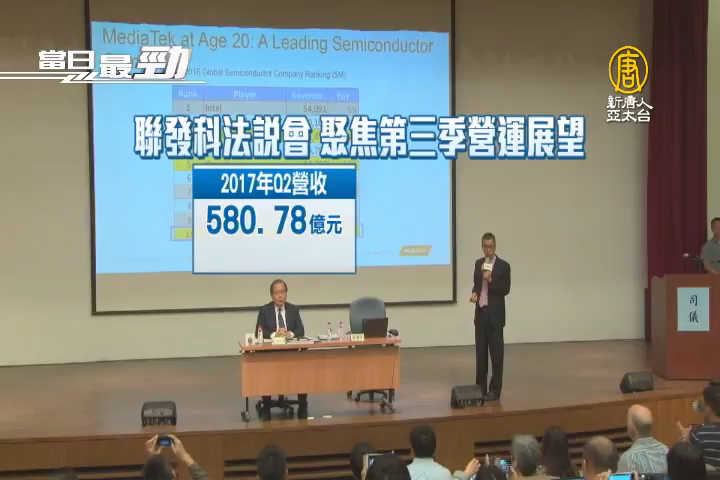 MediaTek at Age 20: A Leading Semiconductor
當日最勁
唐
新唐人
亞太台
2016 Global Semiconductor Company Ranking ($M)
Rank Player Revenue YoY
1 Intel 54,091
聯發科法說會 聚焦第三季營運展望
2017年Q2營收
580.78億元
司儀